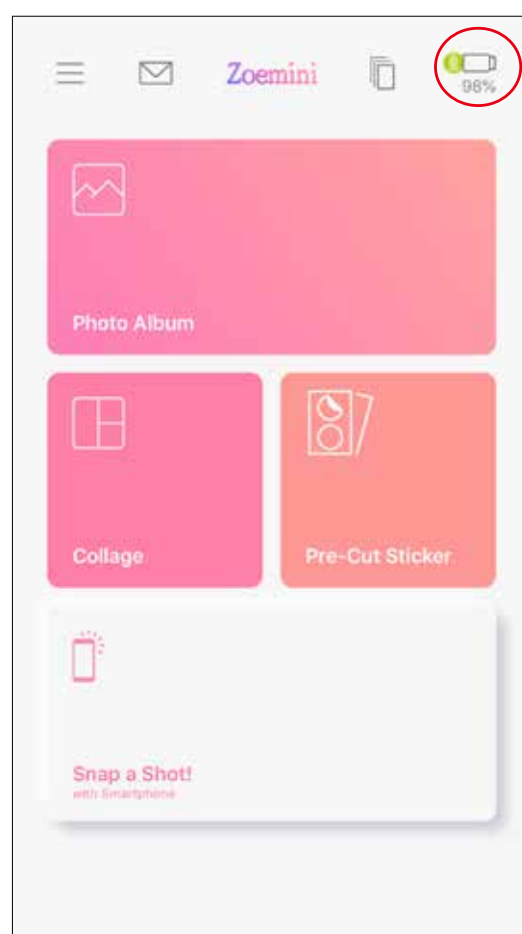 Zoemini
98%
Photo Album
Collage
Pre-Cut Sticker
Snap a Shot!
with Smartphone